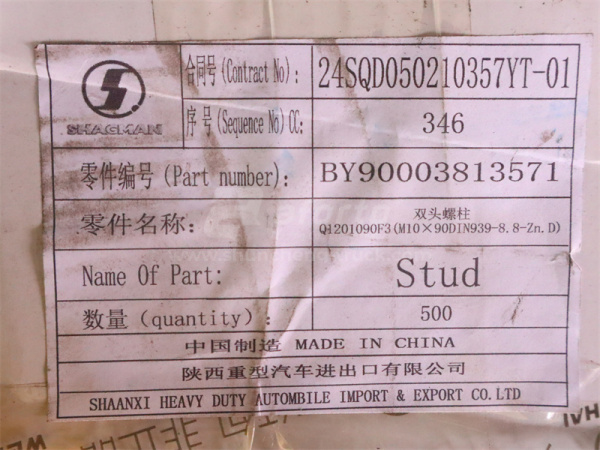 SHACMAN
合同号(Contract No): 24SQD050210357YT-01
序号(Sequence No) CC: 346
零件编号(Part number): BY90003813571
零件名称: 双头螺柱
Q1201090F3(M10×90DIN939-8.8-Zn.D)
Name Of Part: Stud
数量(quantity): 500
中国制造 MADE IN CHINA
陕西重型汽车进出口有限公司
SHAANXI HEAVY DUTY AUTOMBILE IMPORT & EXPORT CO.LTD